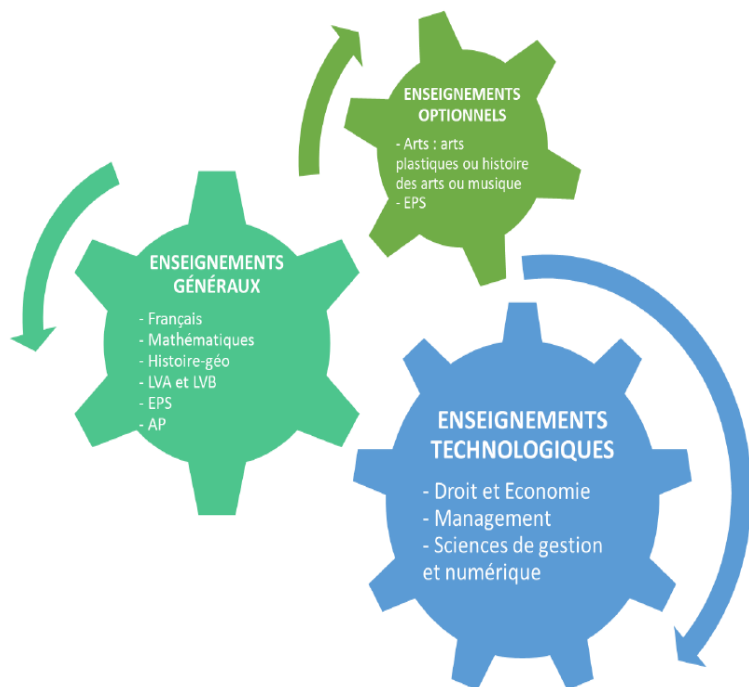 ENSEIGNEMENTS
OPTIONNELS
- Arts : arts
plastiques ou histoire
des arts ou musique
- EPS
ENSEIGNEMENTS
GÉNÉRAUX
- Français
- Mathématiques
- Histoire-géo
- LVA et LVB
- EPS
- AP
ENSEIGNEMENTS
TECHNOLOGIQUES
- Droit et Economie
- Management
- Sciences de gestion
et numérique